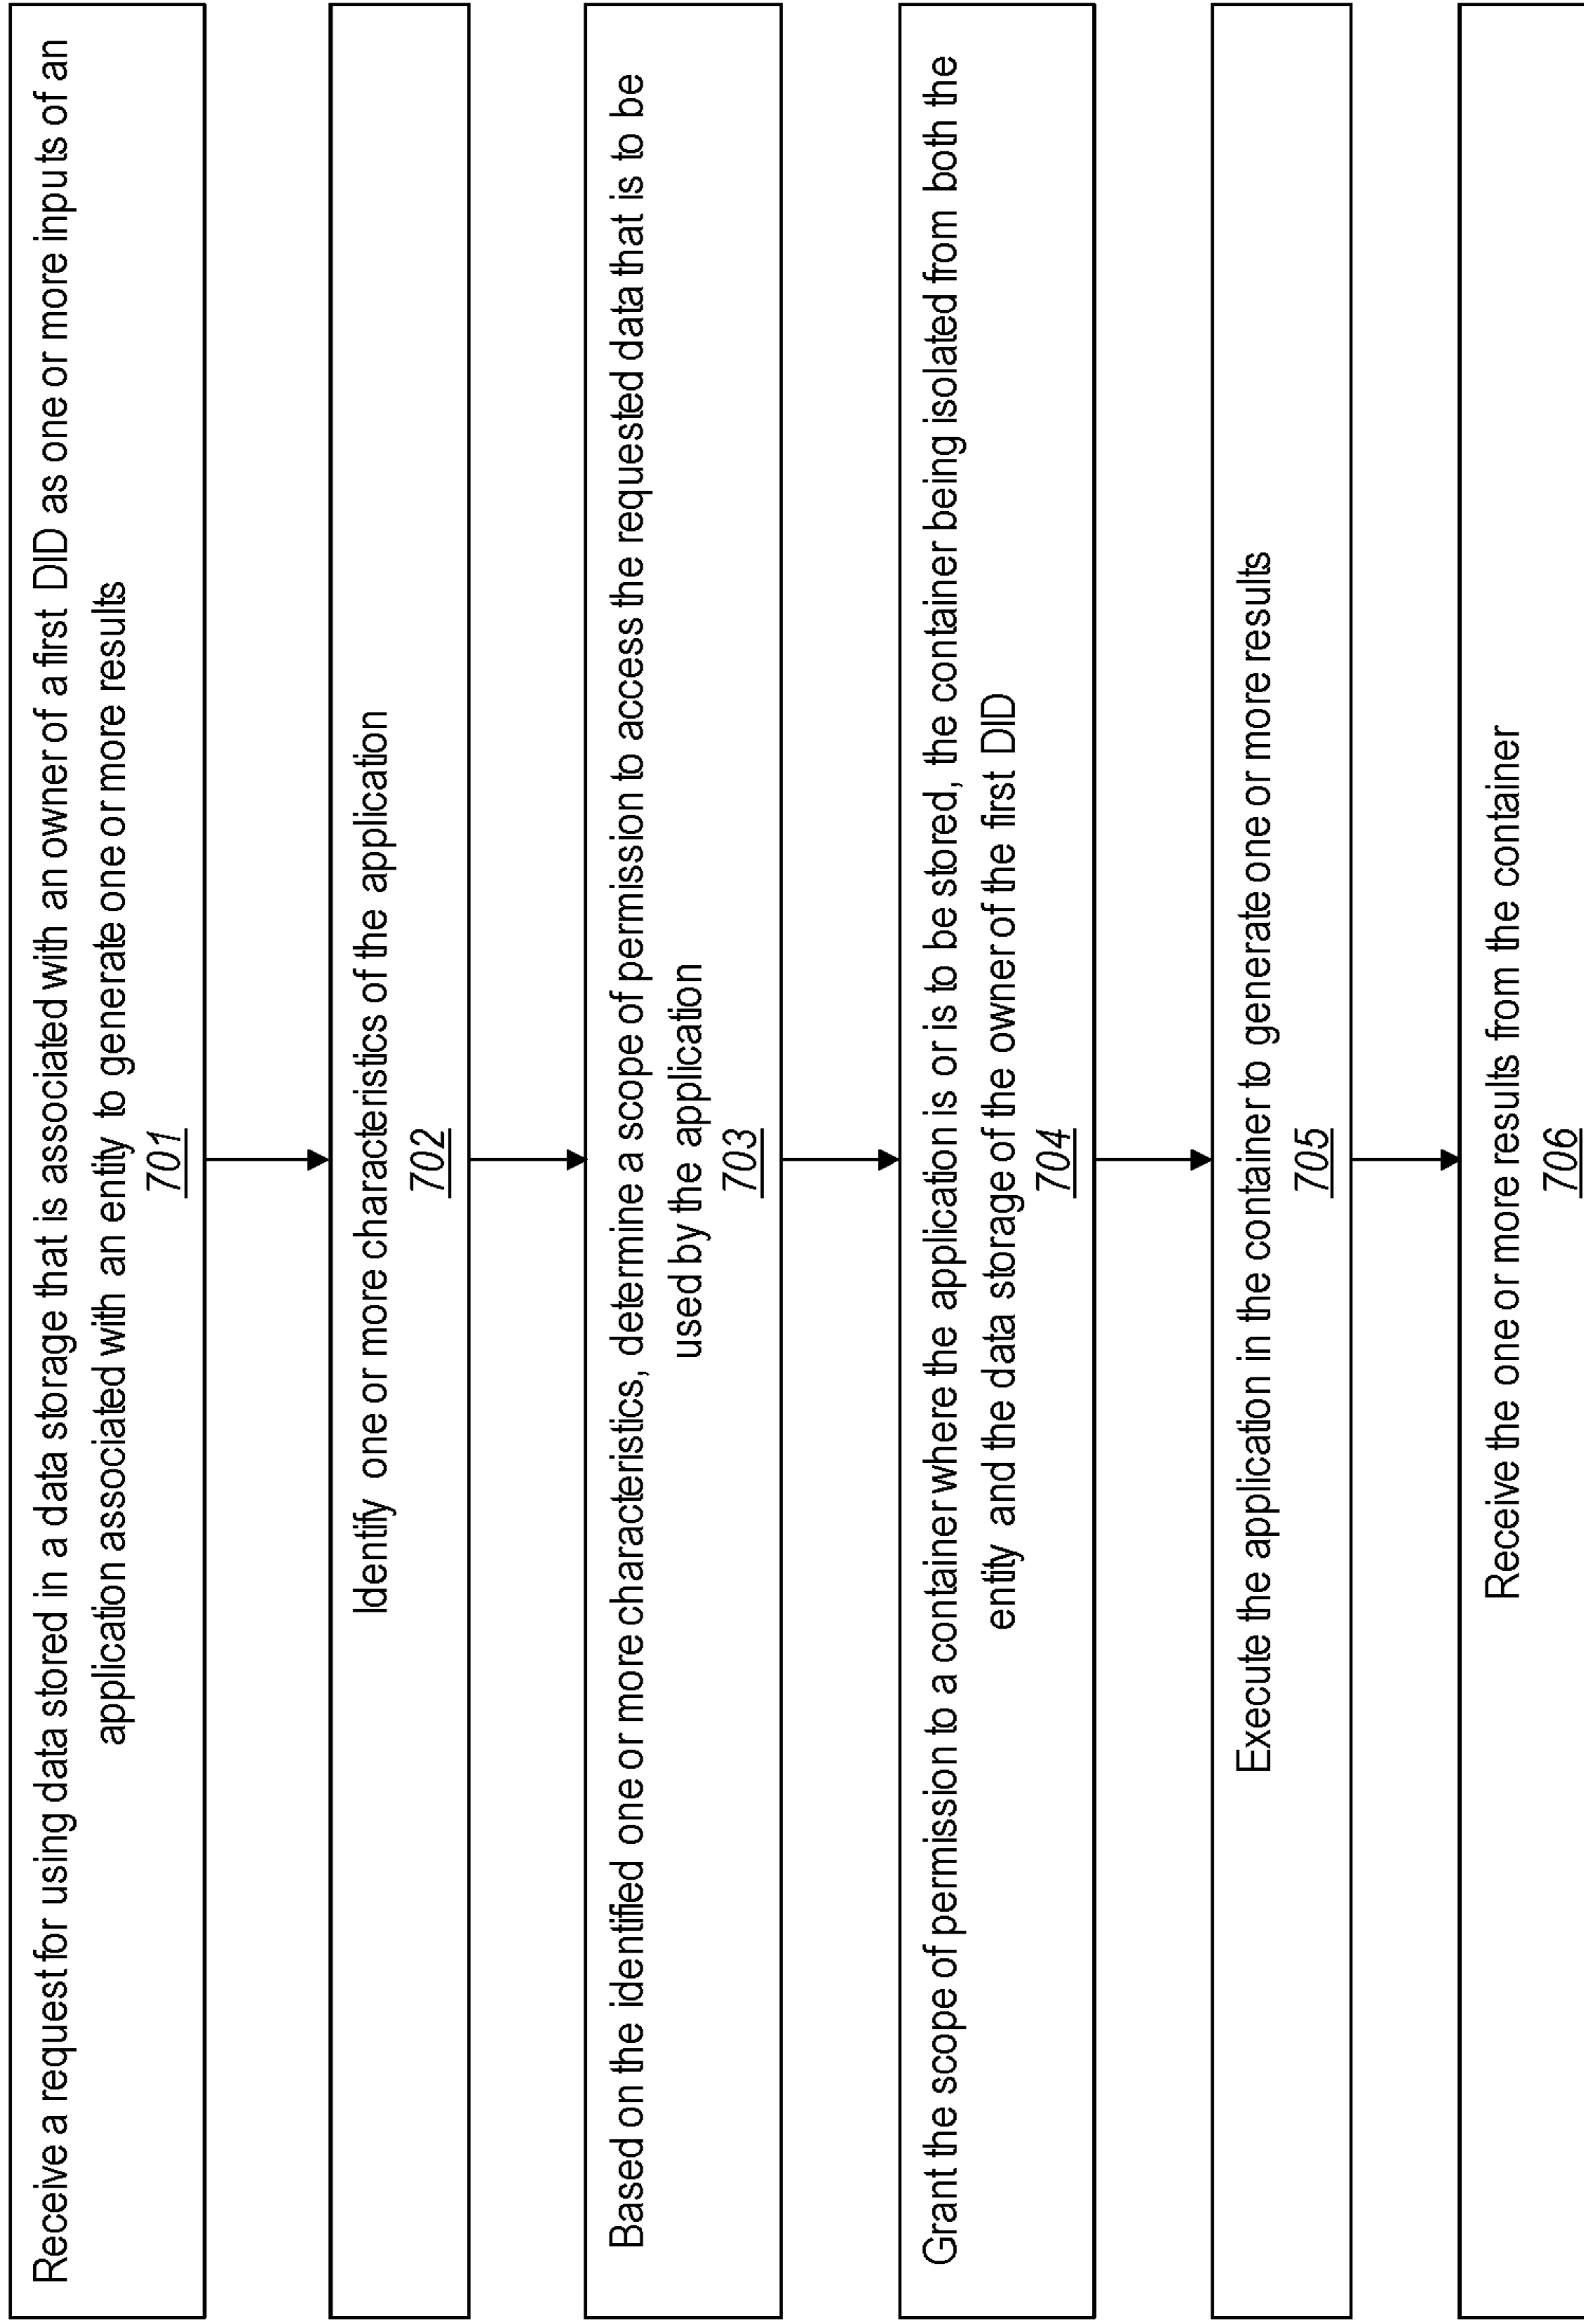 Receive a request for using data stored in a data storage that is associated with an owner of a first DID as one or more inputs of an
application associated with an entity to generate one or more results
701
Identify one or more characteristics of the application
702
Based on the identified one or more characteristics, determine a scope of permission to access the requested data that is to be
used by the application
703
Grant the scope of permission to a container where the application is or is to be stored, the container being isolated from both the
entity and the data storage of the owner of the first DID
704
Execute the application in the container to generate one or more results
705
Receive the one or more results from the container
706